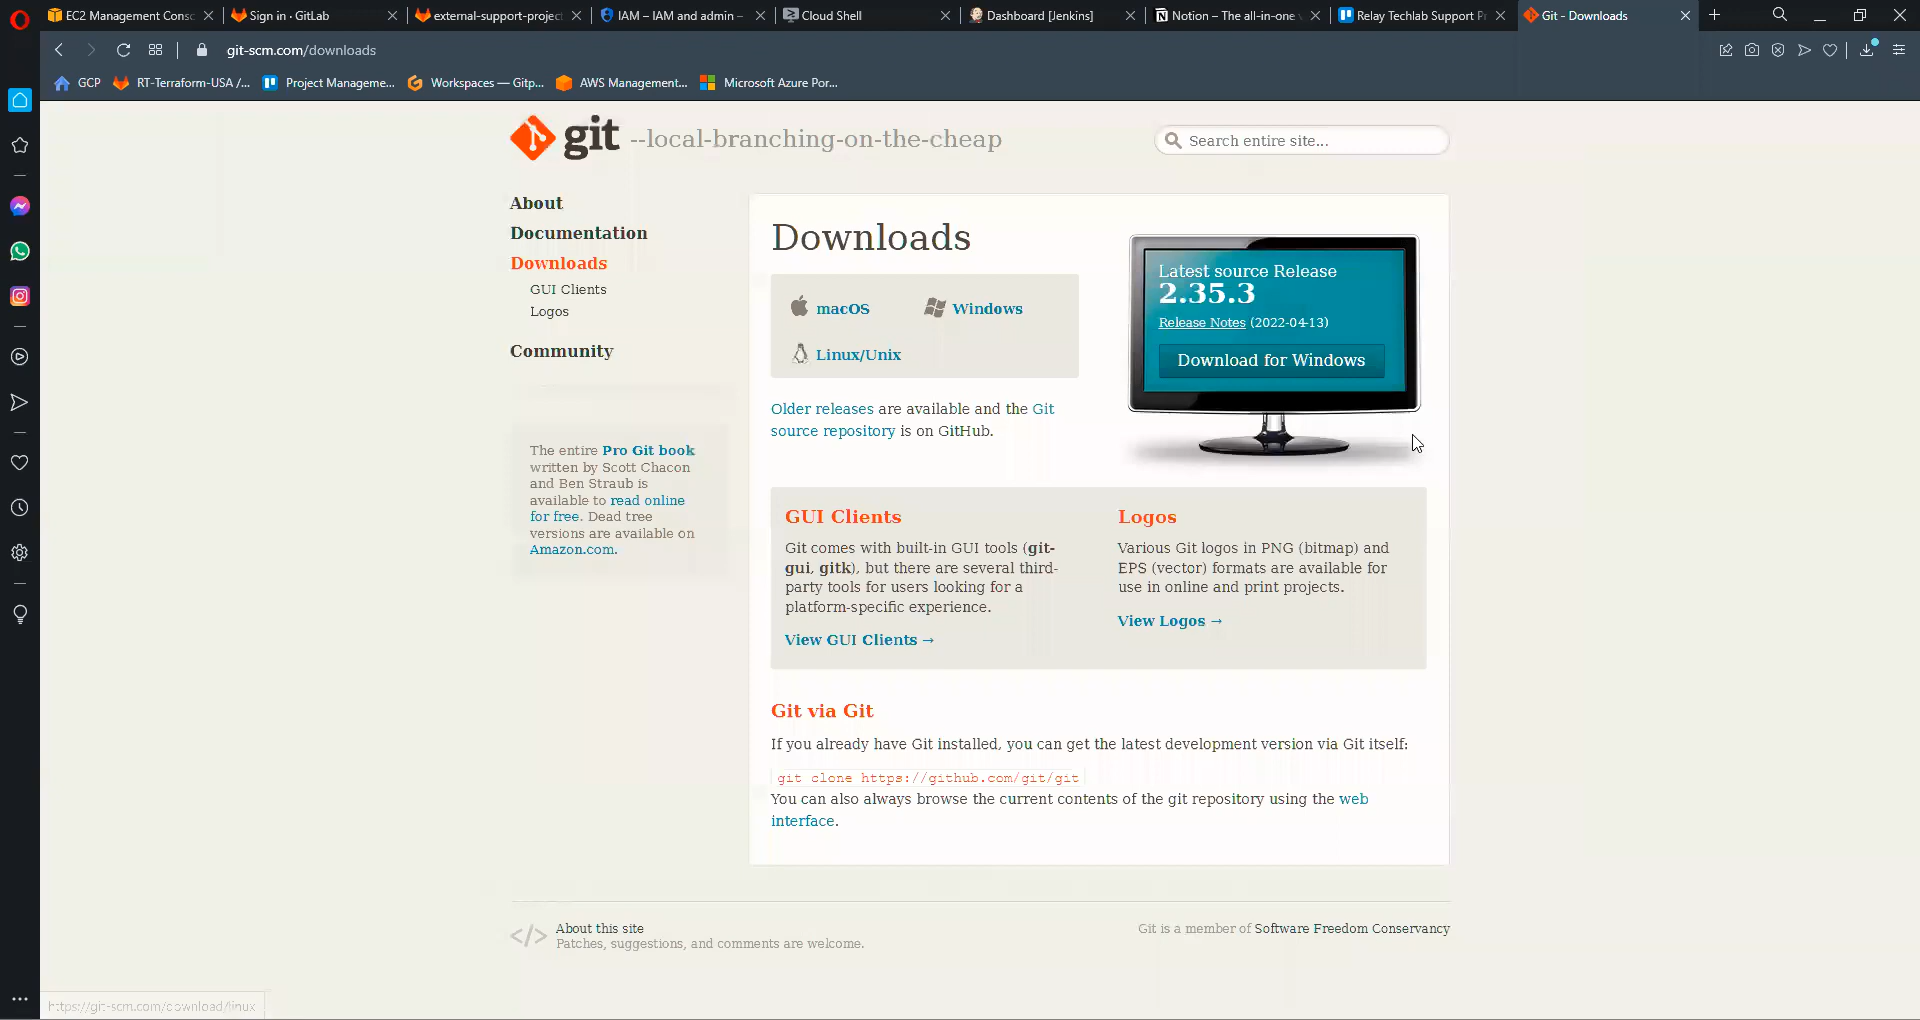 EC2 Management Consc
Sign in · GitLab
external-support-project
IAM – IAM and admin –
Cloud Shell
Dashboard [Jenkins]
Notion – The all-in-one
Relay Techlab Support Pr
Git - Downloads
git-scm.com/downloads
GCP
RT-Terraform-USA /...
Project Manageme...
Workspaces — Gitp...
AWS Management...
Microsoft Azure Por...
git --local-branching-on-the-cheap
Search entire site...
About
Documentation
Downloads
GUI Clients
Logos
Community
The entire Pro Git book
written by Scott Chacon
and Ben Straub is
available to read online
for free. Dead tree
versions are available on
Amazon.com.
Downloads
macOS
Windows
Linux/Unix
Older releases are available and the Git
source repository is on GitHub.
Latest source Release
2.35.3
Release Notes (2022-04-13)
Download for Windows
GUI Clients
Git comes with built-in GUI tools (git-
gui, gitk), but there are several third-
party tools for users looking for a
platform-specific experience.
View GUI Clients →
Logos
Various Git logos in PNG (bitmap) and
EPS (vector) formats are available for
use in online and print projects.
View Logos →
Git via Git
If you already have Git installed, you can get the latest development version via Git itself:
git clone https://github.com/git/git
You can also always browse the current contents of the git repository using the web
interface.
About this site
Patches, suggestions, and comments are welcome.
Git is a member of Software Freedom Conservancy
https://git-scm.com/download/linux